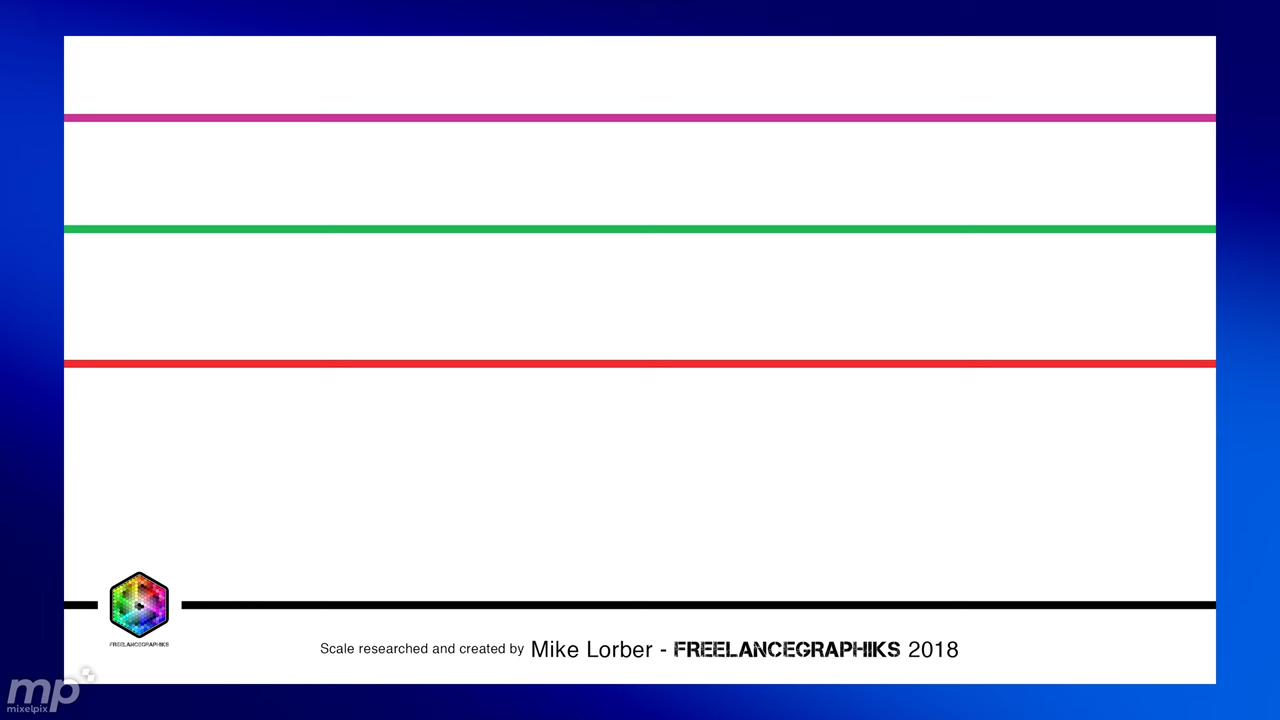 FREELANCEGRAPHIKS
Scale researched and created by Mike Lorber - FREELANCEGRAPHIKS 2018
mp
mixelpix